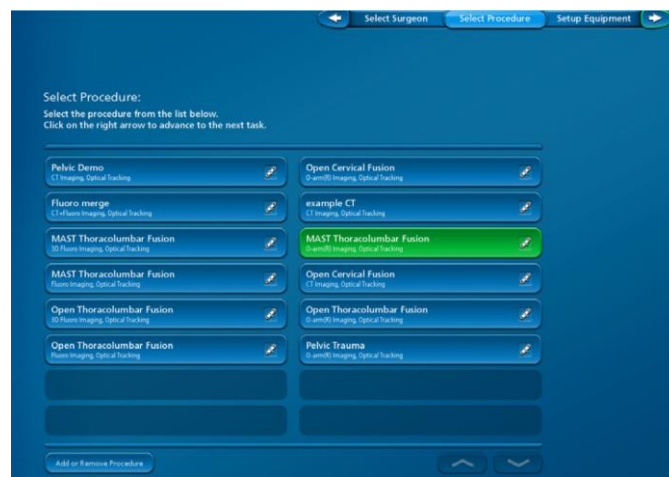 Select Surgeon
Select Procedure
Setup Equipment
Select Procedure:
Select the procedure from the list below.
Click on the right arrow to advance to the next task.
Pelvic Demo
CT Imaging, Optical Tracking
Fluoro merge
CT+Fluoro Imaging, Optical Tracking
MAST Thoracolumbar Fusion
3D Fluoro Imaging, Optical Tracking
MAST Thoracolumbar Fusion
Fluoro Imaging, Optical Tracking
Open Thoracolumbar Fusion
3D Fluoro Imaging, Optical Tracking
Open Thoracolumbar Fusion
Fluoro Imaging, Optical Tracking
Open Cervical Fusion
O-arm(R) Imaging, Optical Tracking
example CT
CT Imaging, Optical Tracking
MAST Thoracolumbar Fusion
O-arm(R) Imaging, Optical Tracking
Open Cervical Fusion
CT Imaging, Optical Tracking
Open Thoracolumbar Fusion
O-arm(R) Imaging, Optical Tracking
Pelvic Trauma
O-arm(R) Imaging, Optical Tracking
Add or Remove Procedure